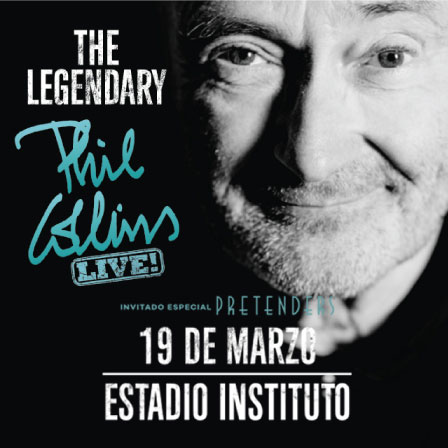 THE
LEGENDARY
Phil
Collins
LIVE!
INVITADO ESPECIAL PRETENDERS
19 DE MARZO
ESTADIO INSTITUTO